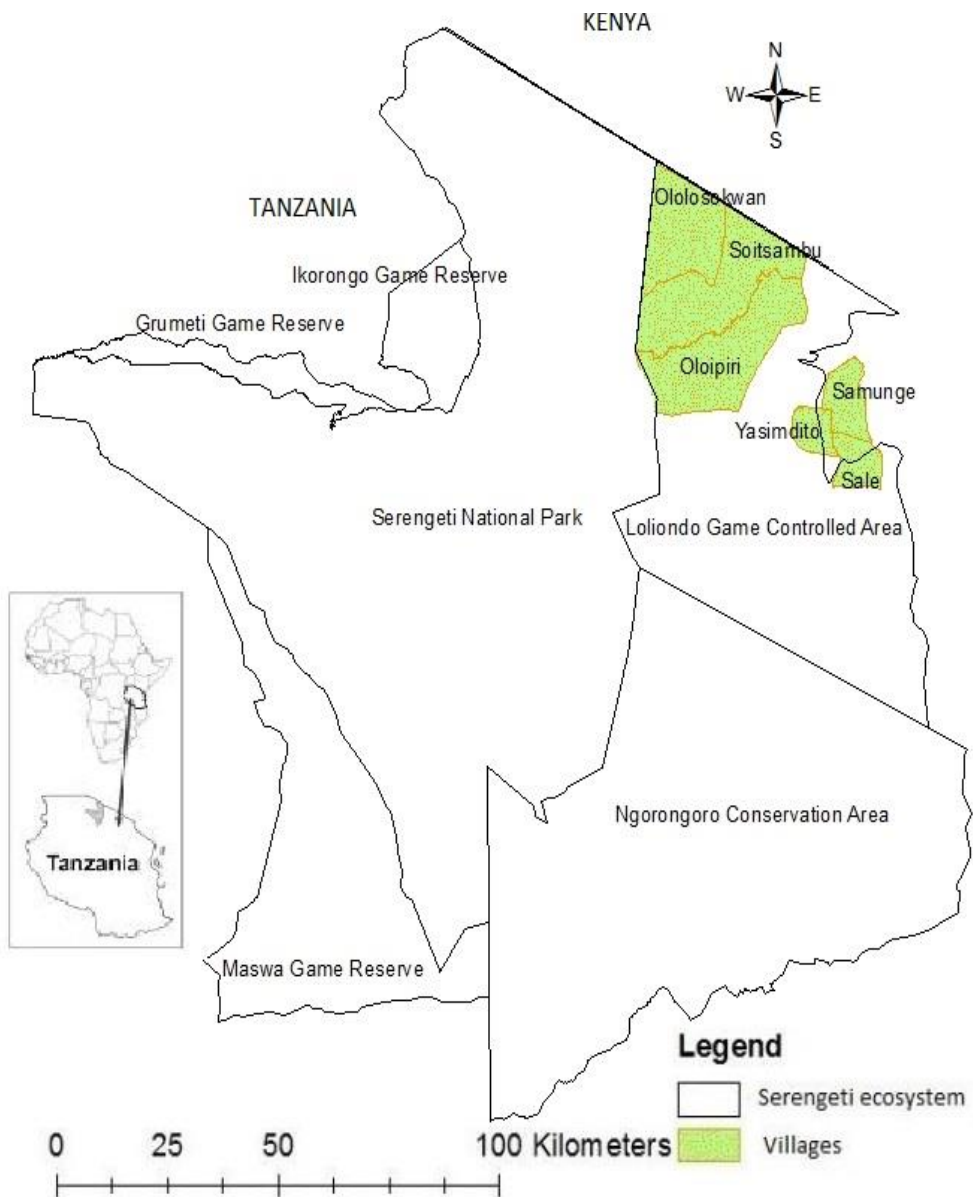 KENYA
N
W E
S
TANZANIA
Ololosokwan
Soitsambu
Ikorongo Game Reserve
Grumeti Game Reserve
Oloipiri
Samunge
Yasimdito
Sale
Serengeti National Park
Loliondo Game Controlled Area
Ngorongoro Conservation Area
Tanzania
Maswa Game Reserve
Legend
Serengeti ecosystem
Villages
0 25 50 100 Kilometers